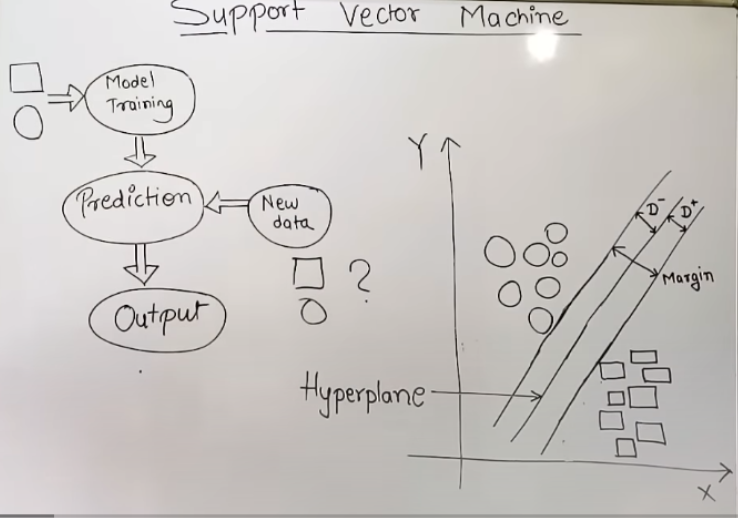 Support Vector Machine
Model
Training
Prediction
New
data
?
Output
Y
D-
D+
Margin
Hyperplane
X